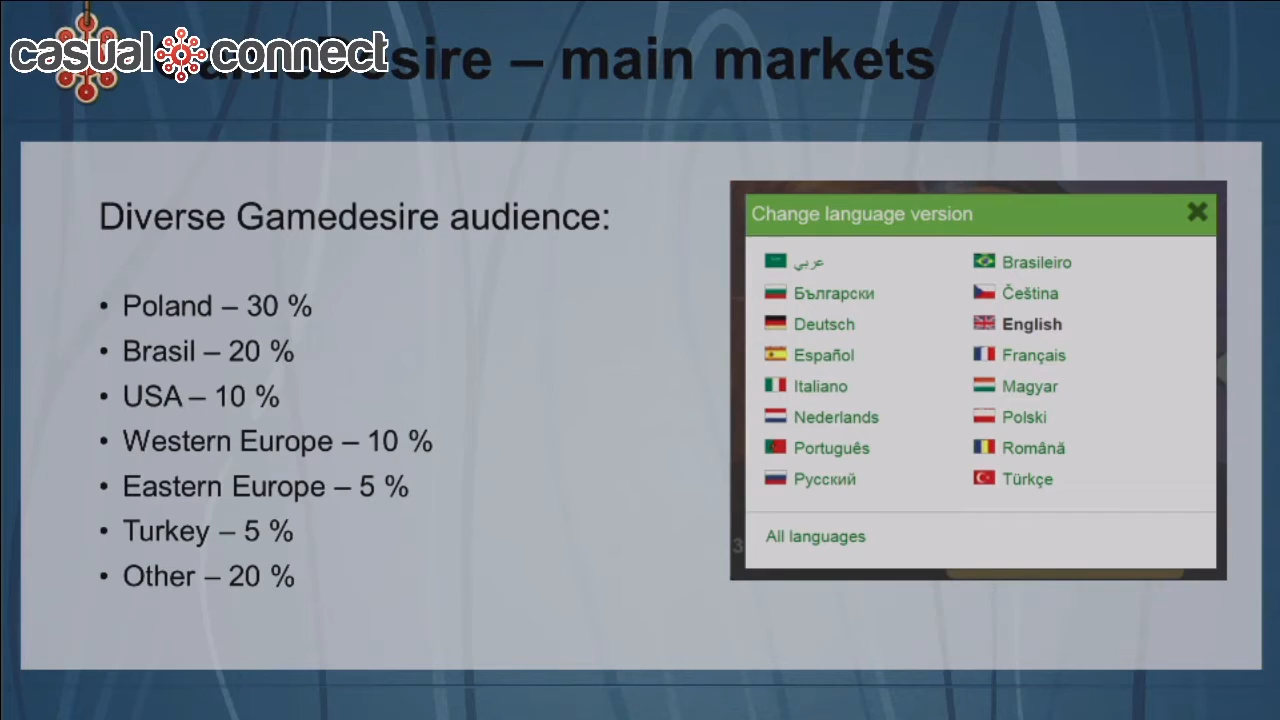 casual connect
GameDesire – main markets
Diverse Gamedesire audience:
• Poland – 30 %
• Brasil – 20 %
• USA – 10 %
• Western Europe – 10 %
• Eastern Europe – 5 %
• Turkey – 5 %
• Other – 20 %
Change language version
عربي
Brasileiro
Български
Čeština
Deutsch
English
Español
Français
Italiano
Magyar
Nederlands
Polski
Português
Română
Русский
Türkçe
3
All languages